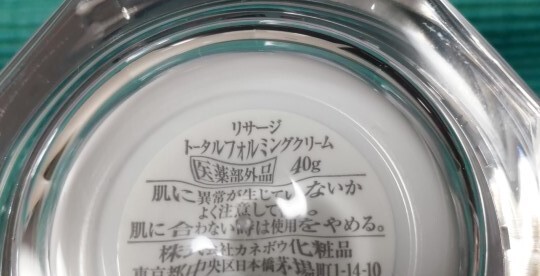 リサージ
トータルフォルミングクリーム
医薬部外品 40g
肌に異常が生じていないか
よく注意して 。
肌に合わない時は使用をやめる。
株式会社カネボウ化粧品
東京都中央区日本橋茅場町1-14-10